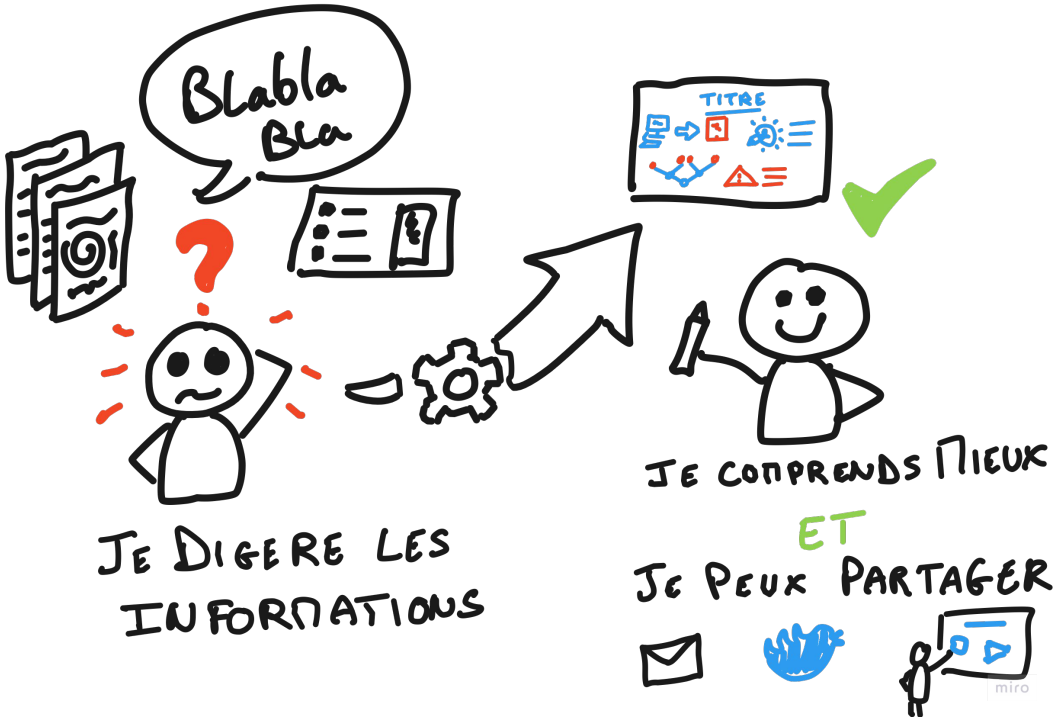 BLabla
BLa
TITRE
JE DIGERE LES
INFORMATIONS
JE COMPRENDS MIEUX
ET
JE PEUX PARTAGER
miro